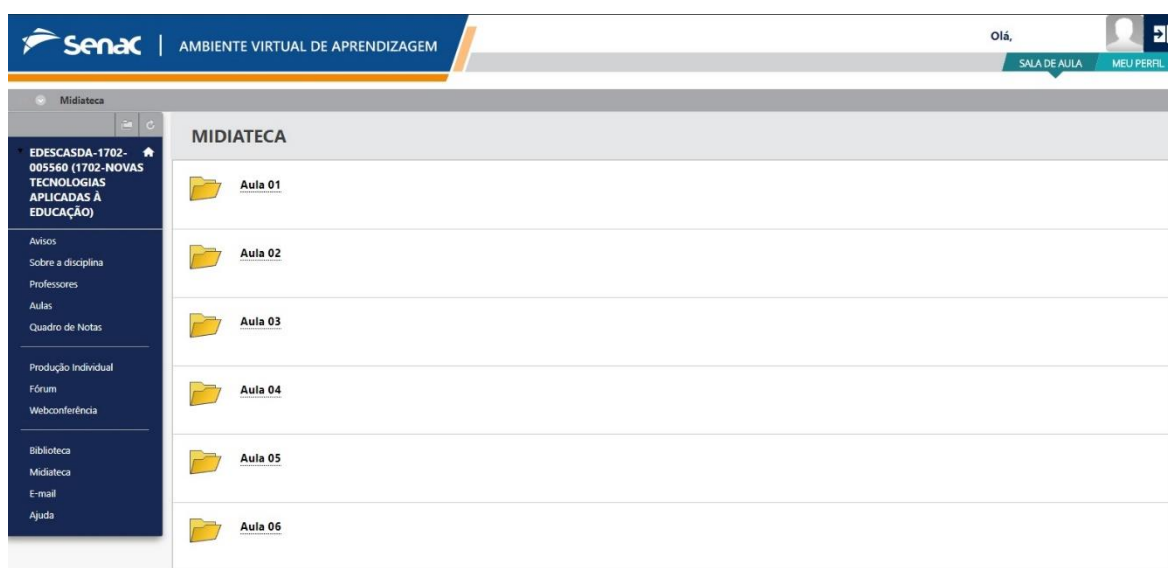 Senac | AMBIENTE VIRTUAL DE APRENDIZAGEM
Olá,
SALA DE AULA
MEU PERFIL
Midiateca
EDESCASDA-1702-
005560 (1702-NOVAS
TECNOLOGIAS
APLICADAS À
EDUCAÇÃO)
Avisos
Sobre a disciplina
Professores
Aulas
Quadro de Notas
Produção Individual
Fórum
Webconferência
Biblioteca
Midiateca
E-mail
Ajuda
MIDIATECA
Aula 01
Aula 02
Aula 03
Aula 04
Aula 05
Aula 06